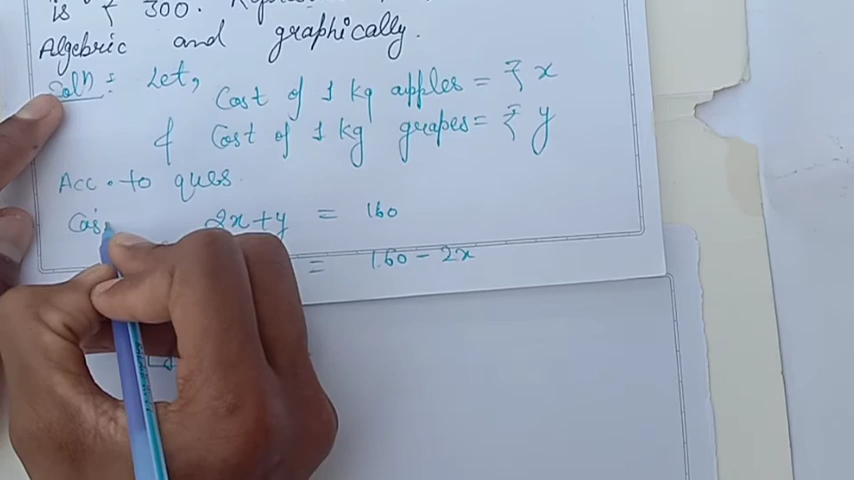 is ₹ 300.
Algebric and graphically.
Soln: Let,
Cost of 1 kg apples = ₹ x
& Cost of 1 kg grapes = ₹ y
Acc. to ques.
Cas 2x + y = 160
= 160 - 2x